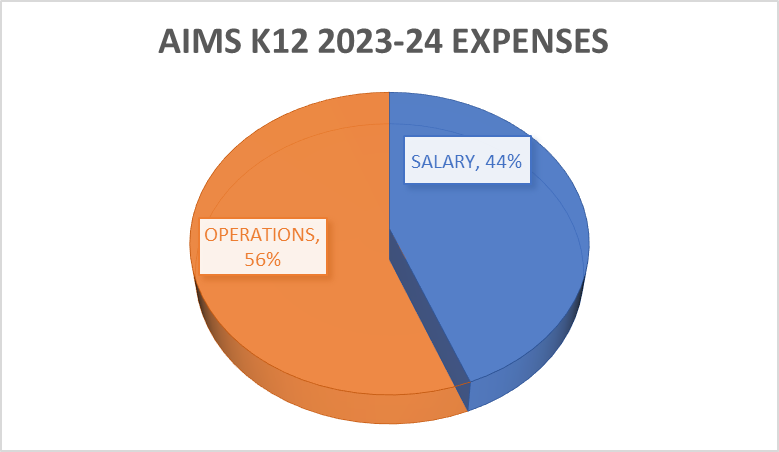 AIMS K12 2023-24 EXPENSES
SALARY, 44%
OPERATIONS,
56%